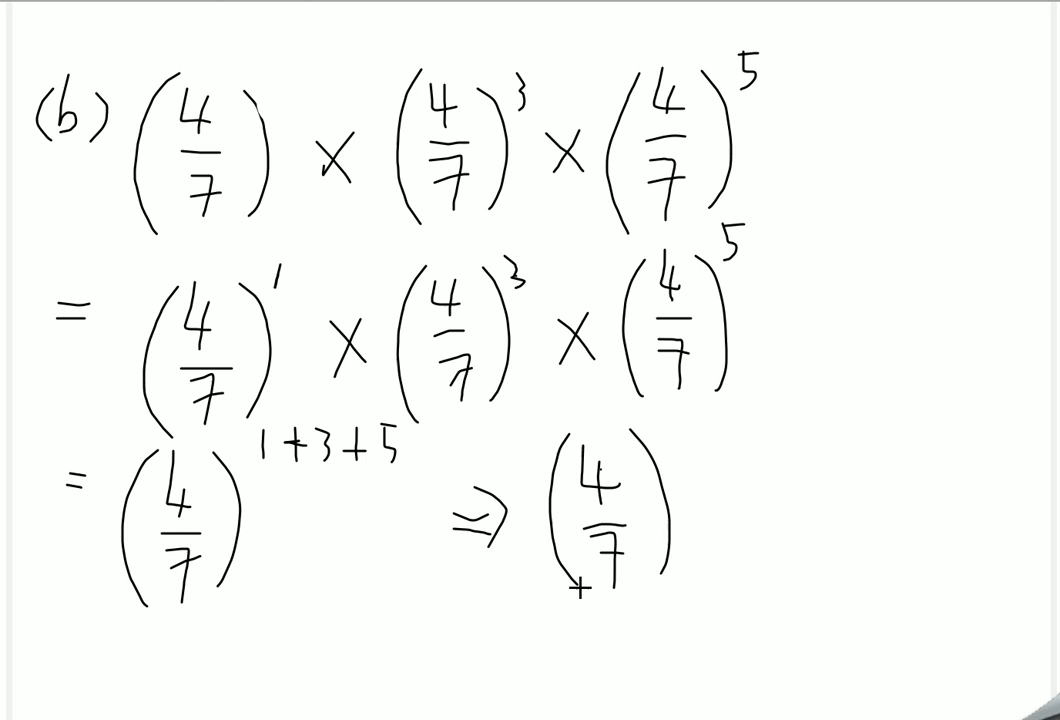 (b) (4/7) × (4/7)^3 × (4/7)^5
= (4/7)^1 × (4/7)^3 × (4/7)^5
= (4/7)^1+3+5 ⇒ (4/7)